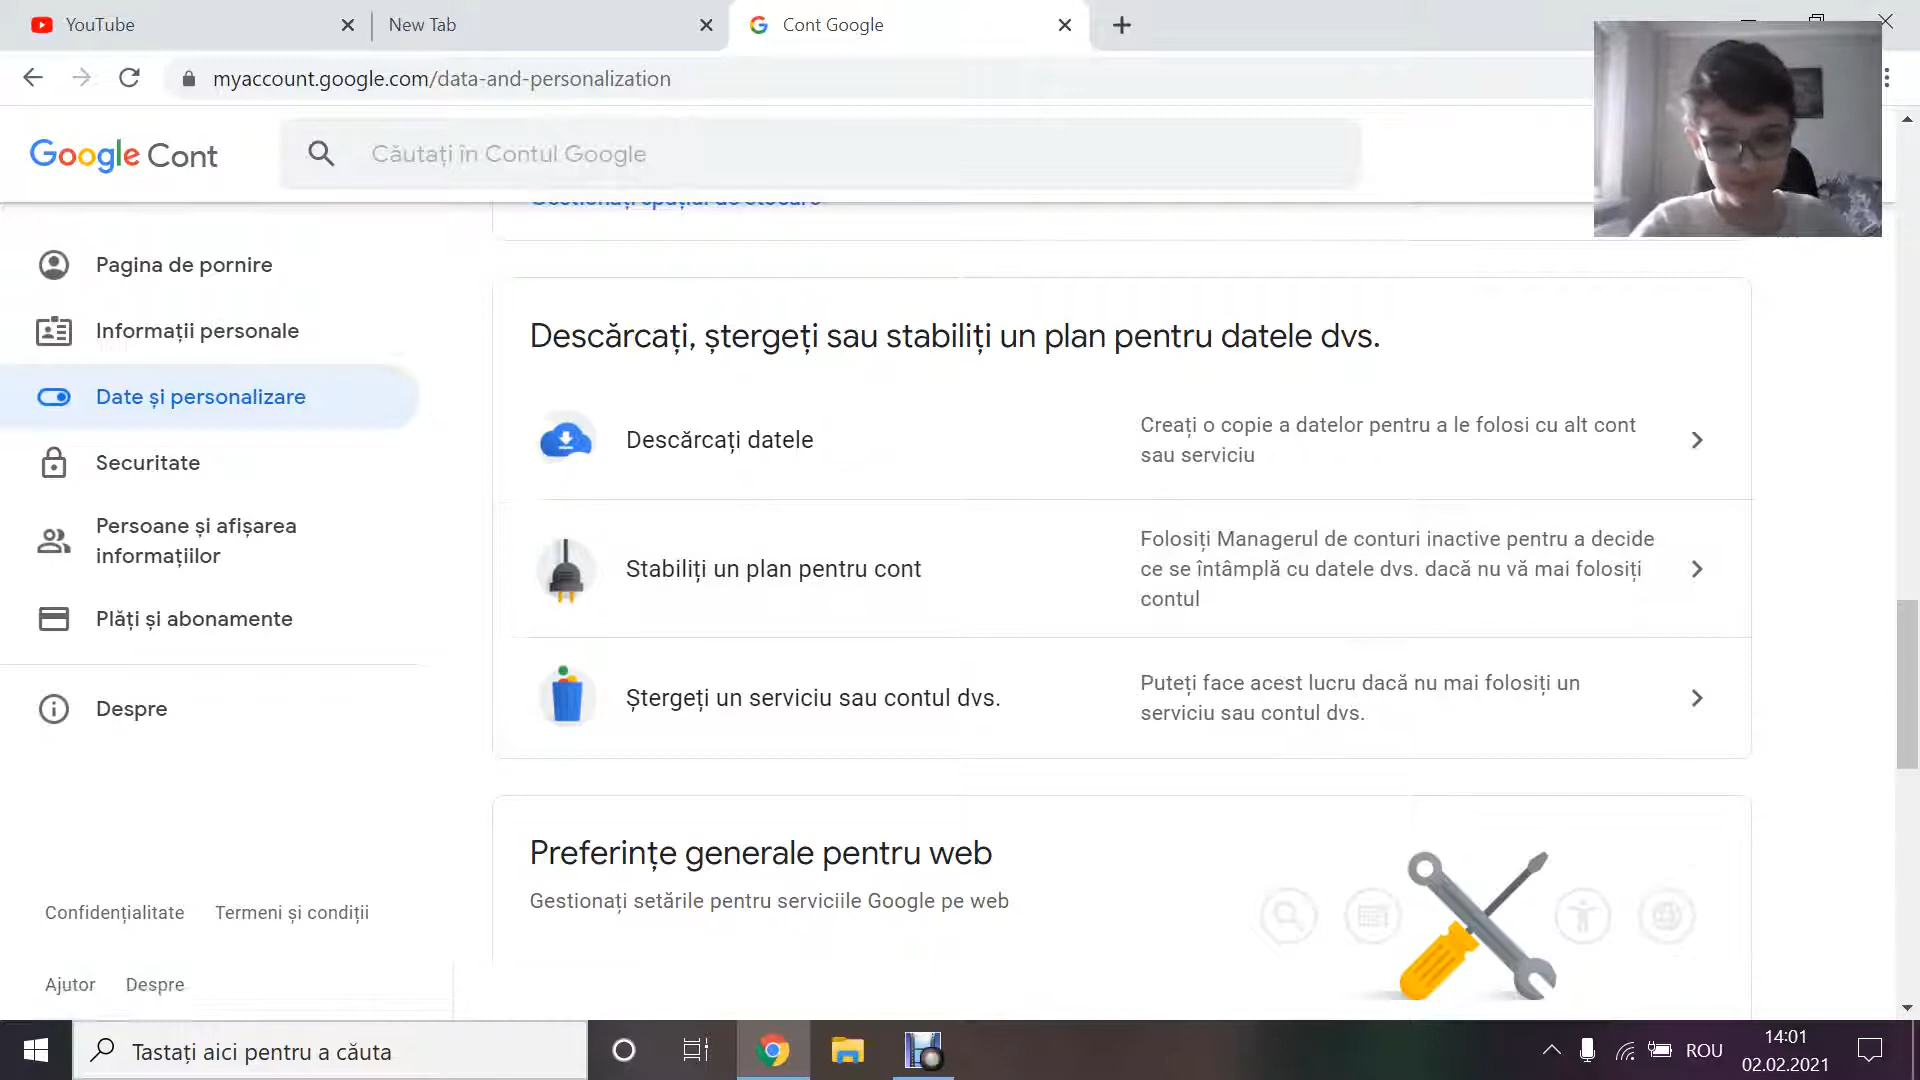 YouTube
New Tab
Cont Google
myaccount.google.com/data-and-personalization
Google Cont
Căutați în Contul Google
Gestionați spațiul de stocare
Pagina de pornire
Informații personale
Date și personalizare
Securitate
Persoane și afișarea
informațiilor
Plăți și abonamente
Despre
Confidențialitate
Termeni și condiții
Ajutor
Despre
Descărcați, ștergeți sau stabiliți un plan pentru datele dvs.
Descărcați datele
Creați o copie a datelor pentru a le folosi cu alt cont
sau serviciu
Stabiliți un plan pentru cont
Folosiți Managerul de conturi inactive pentru a decide
ce se întâmplă cu datele dvs. dacă nu vă mai folosiți
contul
Ștergeți un serviciu sau contul dvs.
Puteți face acest lucru dacă nu mai folosiți un
serviciu sau contul dvs.
Preferințe generale pentru web
Gestionați setările pentru serviciile Google pe web
Tastați aici pentru a căuta
ROU
14:01
02.02.2021